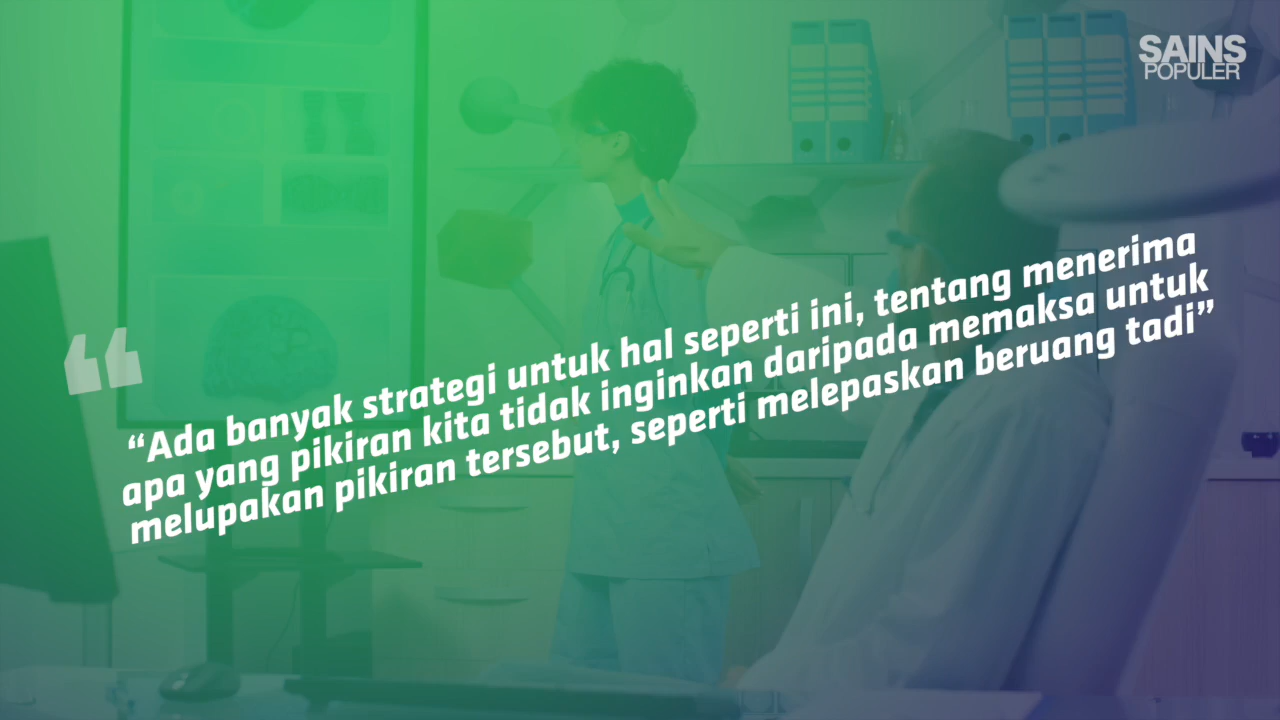 SAINS
POPULER
“Ada banyak strategi untuk hal seperti ini, tentang menerima
apa yang pikiran kita tidak inginkan daripada memaksa untuk
melupakan pikiran tersebut, seperti melepaskan beruang tadi”